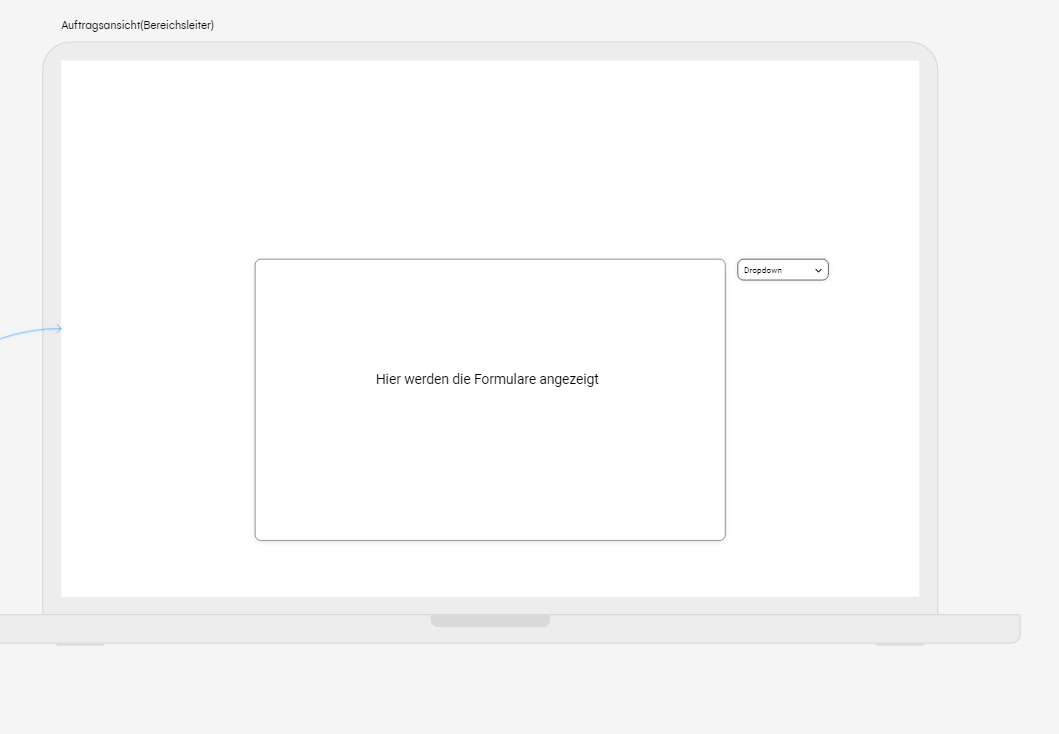 Auftragsansicht(Bereichsleiter)
Dropdown
Hier werden die Formulare angezeigt